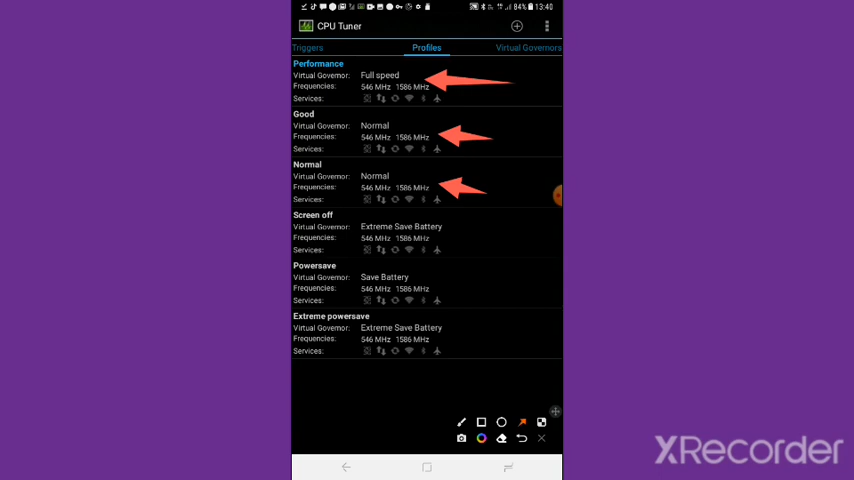 84% 13:40
CPU Tuner
Triggers Profiles Virtual Governors
Performance
Virtual Governor: Full speed
Frequencies: 546 MHz 1586 MHz
Services:
Good
Virtual Governor: Normal
Frequencies: 546 MHz 1586 MHz
Services:
Normal
Virtual Governor: Normal
Frequencies: 546 MHz 1586 MHz
Services:
Screen off
Virtual Governor: Extreme Save Battery
Frequencies: 546 MHz 1586 MHz
Services:
Powersave
Virtual Governor: Save Battery
Frequencies: 546 MHz 1586 MHz
Services:
Extreme powersave
Virtual Governor: Extreme Save Battery
Frequencies: 546 MHz 1586 MHz
Services:
XRecorder